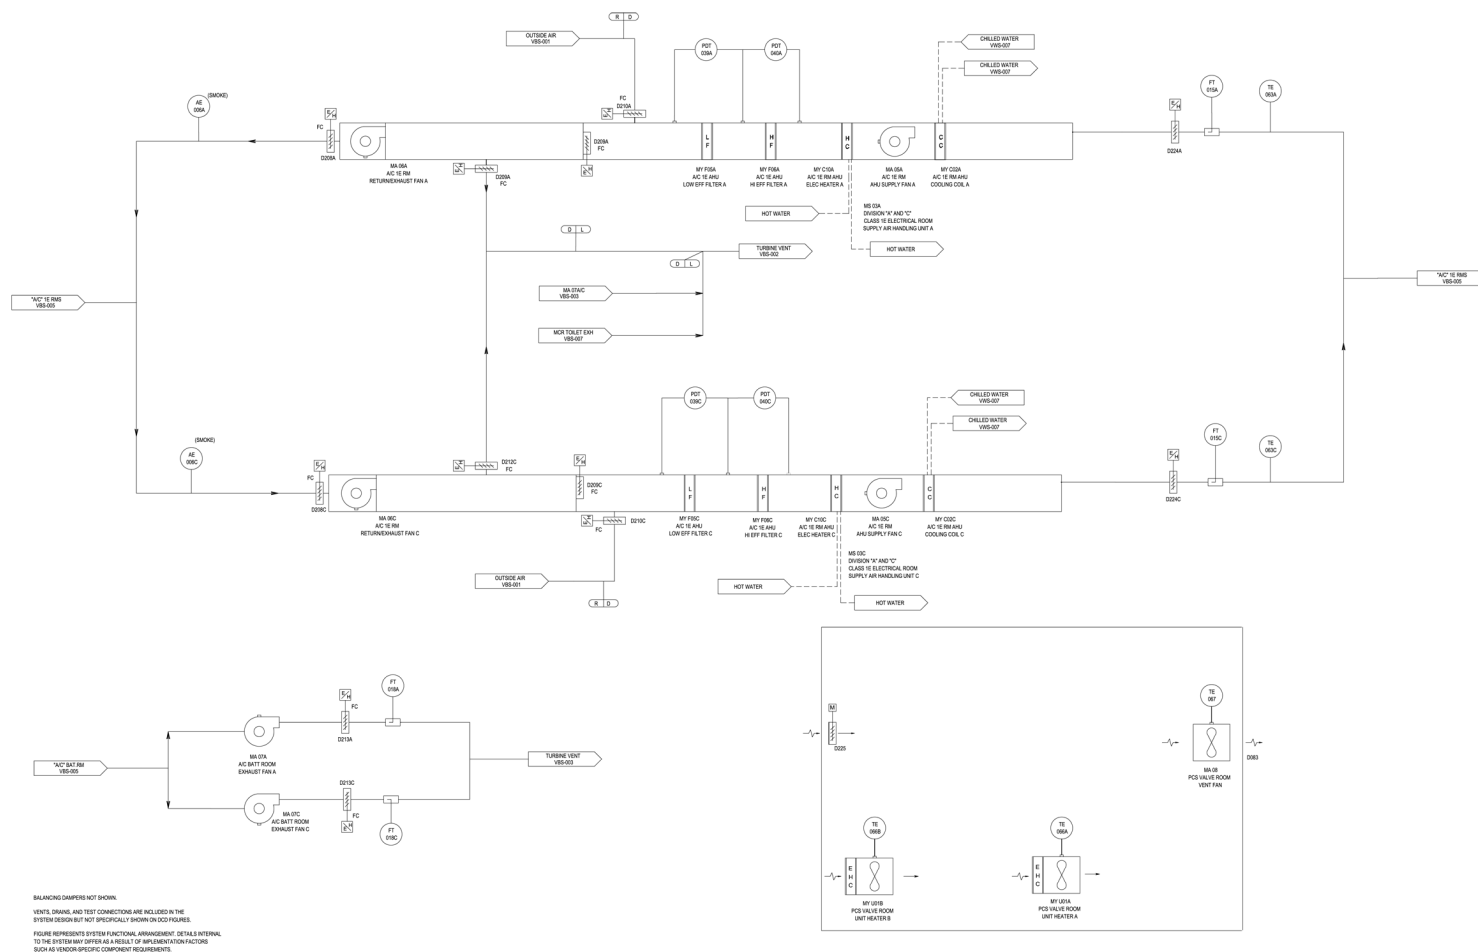 R D
OUTSIDE AIR
VBS-001
PDT
039A
PDT
040A
CHILLED WATER
VWS-007
CHILLED WATER
VWS-007
AE
006A
(SMOKE)
E/H
FC
D208A
FC
D210A
E/H
D209A
FC
E/H
E/H
D209A
FC
L
F
H
F
H
C
C
C
FT
015A
TE
063A
E/H
D224A
MA 06A
A/C 1E RM
RETURN/EXHAUST FAN A
MY F05A
A/C 1E AHU
LOW EFF FILTER A
MY F06A
A/C 1E AHU
HI EFF FILTER A
MY C10A
A/C 1E RM AHU
ELEC HEATER A
MA 05A
A/C 1E RM
AHU SUPPLY FAN A
MY C02A
A/C 1E RM AHU
COOLING COIL A
HOT WATER
MS 03A
DIVISION "A" AND "C"
CLASS 1E ELECTRICAL ROOM
SUPPLY AIR HANDLING UNIT A
HOT WATER
D L
TURBINE VENT
VBS-002
D L
MA 07A/C
VBS-003
MCR TOILET EXH
VBS-007
"A/C" 1E RMS
VBS-005
"A/C" 1E RMS
VBS-005
PDT
039C
PDT
040C
CHILLED WATER
VWS-007
CHILLED WATER
VWS-007
(SMOKE)
AE
008C
E/H
FC
D208C
E/H
D212C
FC
E/H
D209C
FC
E/H
FC
D210C
L
F
H
F
H
C
C
C
FT
015C
TE
063C
E/H
D224C
MA 06C
A/C 1E RM
RETURN/EXHAUST FAN C
MY F05C
A/C 1E AHU
LOW EFF FILTER C
MY F06C
A/C 1E AHU
HI EFF FILTER C
MY C10C
A/C 1E RM AHU
ELEC HEATER C
MA 05C
A/C 1E RM
AHU SUPPLY FAN C
MY C02C
A/C 1E RM AHU
COOLING COIL C
OUTSIDE AIR
VBS-001
R D
HOT WATER
MS 03C
DIVISION "A" AND "C"
CLASS 1E ELECTRICAL ROOM
SUPPLY AIR HANDLING UNIT C
HOT WATER
"A/C" BAT.RM
VBS-005
MA 07A
A/C BATT ROOM
EXHAUST FAN A
E/H
FC
D213A
FT
018A
TURBINE VENT
VBS-003
MA 07C
A/C BATT ROOM
EXHAUST FAN C
D213C
FC
E/H
FT
018C
M
D225
TE
067
D083
MA 08
PCS VALVE ROOM
VENT FAN
TE
066B
E
H
C
MY U01B
PCS VALVE ROOM
UNIT HEATER B
TE
066A
E
H
C
MY U01A
PCS VALVE ROOM
UNIT HEATER A
BALANCING DAMPERS NOT SHOWN.
VENTS, DRAINS, AND TEST CONNECTIONS ARE INCLUDED IN THE
SYSTEM DESIGN BUT NOT SPECIFICALLY SHOWN ON DCD FIGURES.
FIGURE REPRESENTS SYSTEM FUNCTIONAL ARRANGEMENT. DETAILS INTERNAL
TO THE SYSTEM MAY DIFFER AS A RESULT OF IMPLEMENTATION FACTORS
SUCH AS VENDOR-SPECIFIC COMPONENT REQUIREMENTS.